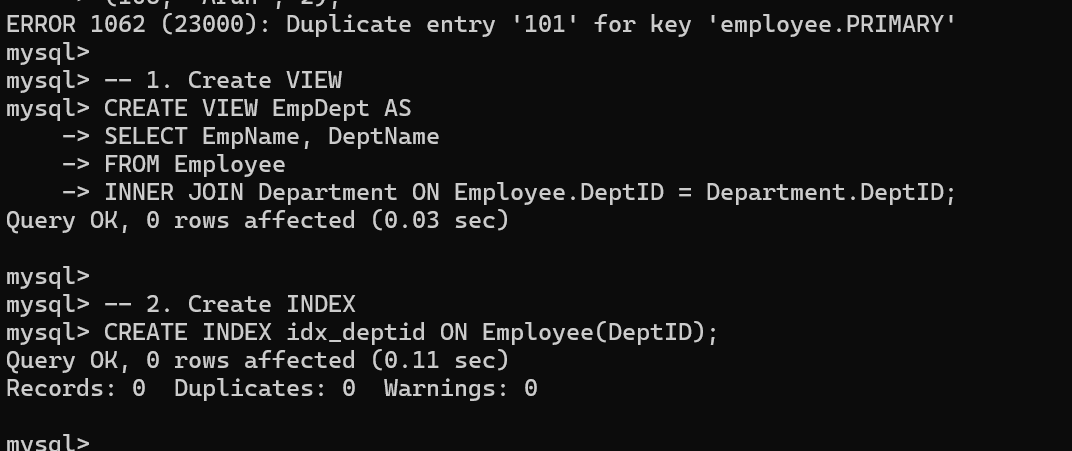 ERROR 1062 (23000): Duplicate entry '101' for key 'employee.PRIMARY'
mysql>
mysql> -- 1. Create VIEW
mysql> CREATE VIEW EmpDept AS
    -> SELECT EmpName, DeptName
    -> FROM Employee
    -> INNER JOIN Department ON Employee.DeptID = Department.DeptID;
Query OK, 0 rows affected (0.03 sec)
mysql>
mysql> -- 2. Create INDEX
mysql> CREATE INDEX idx_deptid ON Employee(DeptID);
Query OK, 0 rows affected (0.11 sec)
Records: 0  Duplicates: 0  Warnings: 0
mysql>